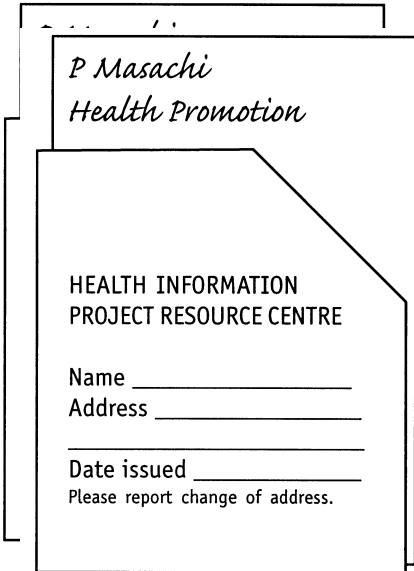 P Masachi
Health Promotion
HEALTH INFORMATION
PROJECT RESOURCE CENTRE
Name
Address
Date issued
Please report change of address.